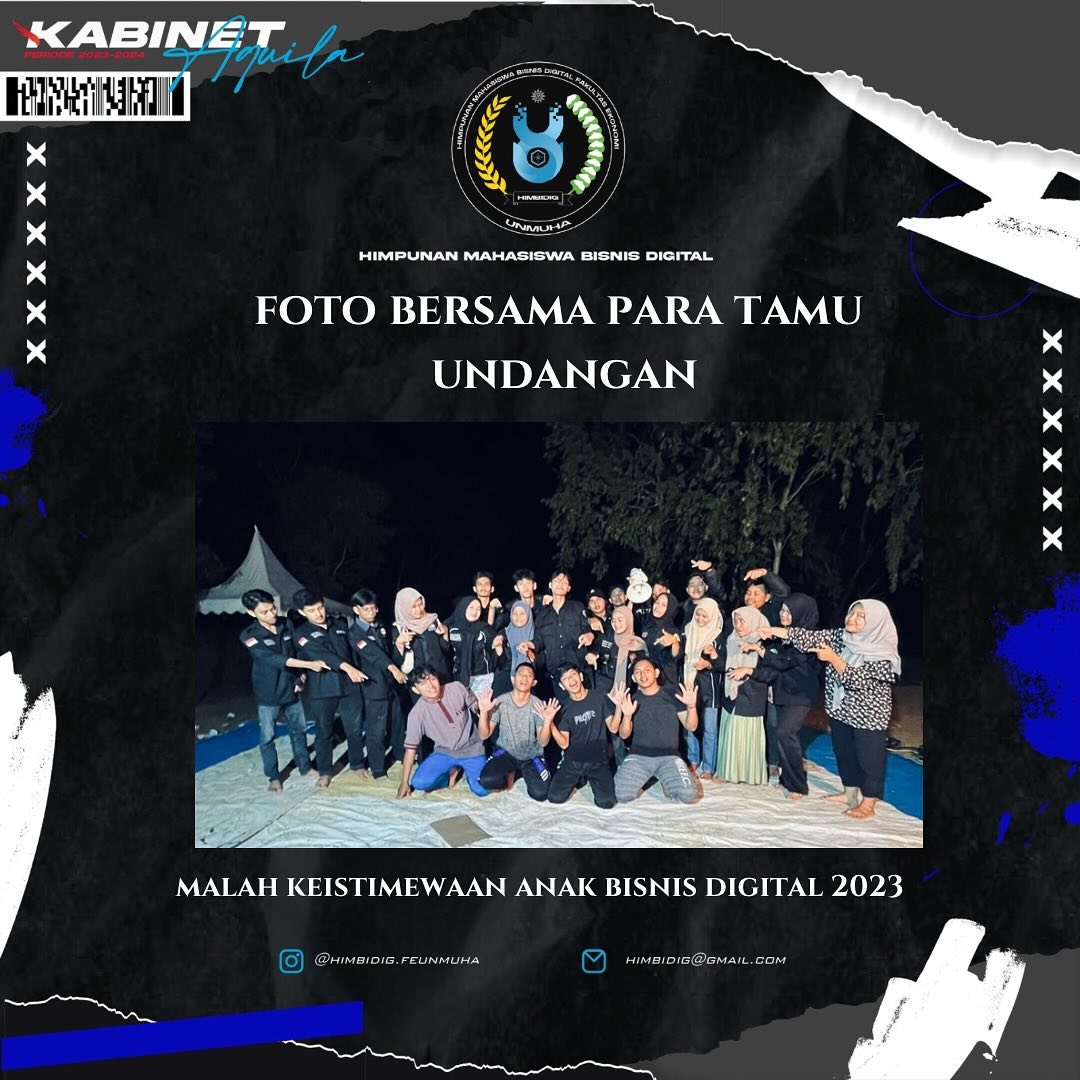 KABINET
Aquila
PERIODE 2023-2024
HIMPUNAN MAHASISWA BISNIS DIGITAL FAKULTAS EKONOMI
HIMBIDIG
UNMUHA
HIMPUNAN MAHASISWA BISNIS DIGITAL
FOTO BERSAMA PARA TAMU
UNDANGAN
MALAH KEISTIMEWAAN ANAK BISNIS DIGITAL 2023
@HIMBIDIG.FEUNMUHA
HIMBIDIG@GMAIL.COM